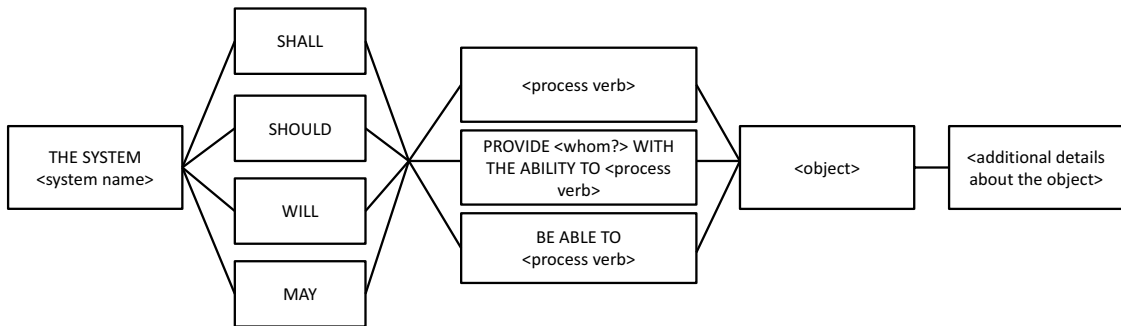 THE SYSTEM
<system name>
SHALL
SHOULD
WILL
MAY
<process verb>
PROVIDE <whom?> WITH
THE ABILITY TO <process
verb>
BE ABLE TO
<process verb>
<object>
<additional details
about the object>